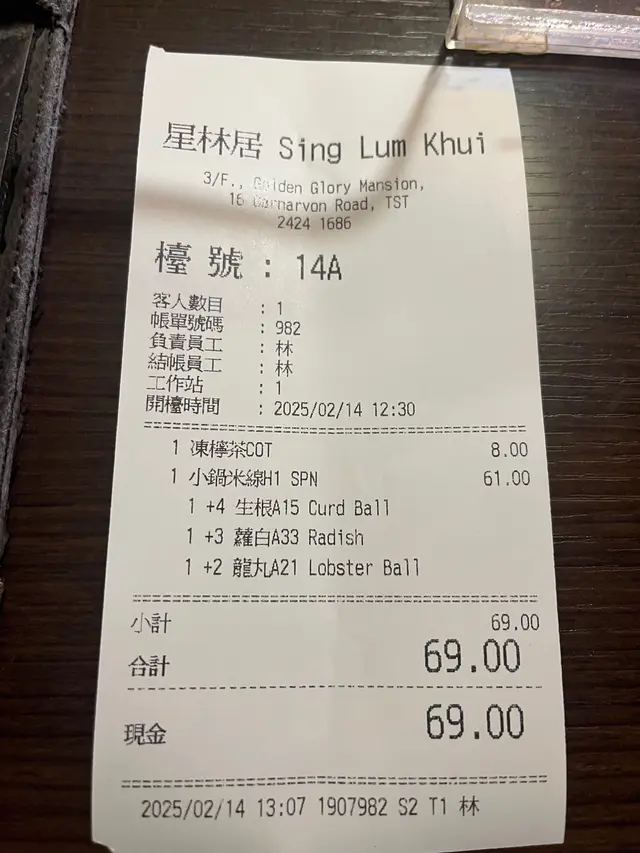 星林居 Sing Lum Khui
3/F., Golden Glory Mansion,
16 Carnarvon Road, TST
2424 1686
檯 號 : 14A
客人數目 : 1
帳單號碼 : 982
負責員工 : 林
結帳員工 : 林
工作站 : 1
開檯時間 : 2025/02/14 12:30
1 凍檸茶COT 8.00
1 小鍋米線H1 SPN 61.00
1 +4 生根A15 Curd Ball
1 +3 蘿白A33 Radish
1 +2 龍丸A21 Lobster Ball
小計 69.00
合計 69.00
現金 69.00
2025/02/14 13:07 1907982 S2 T1 林